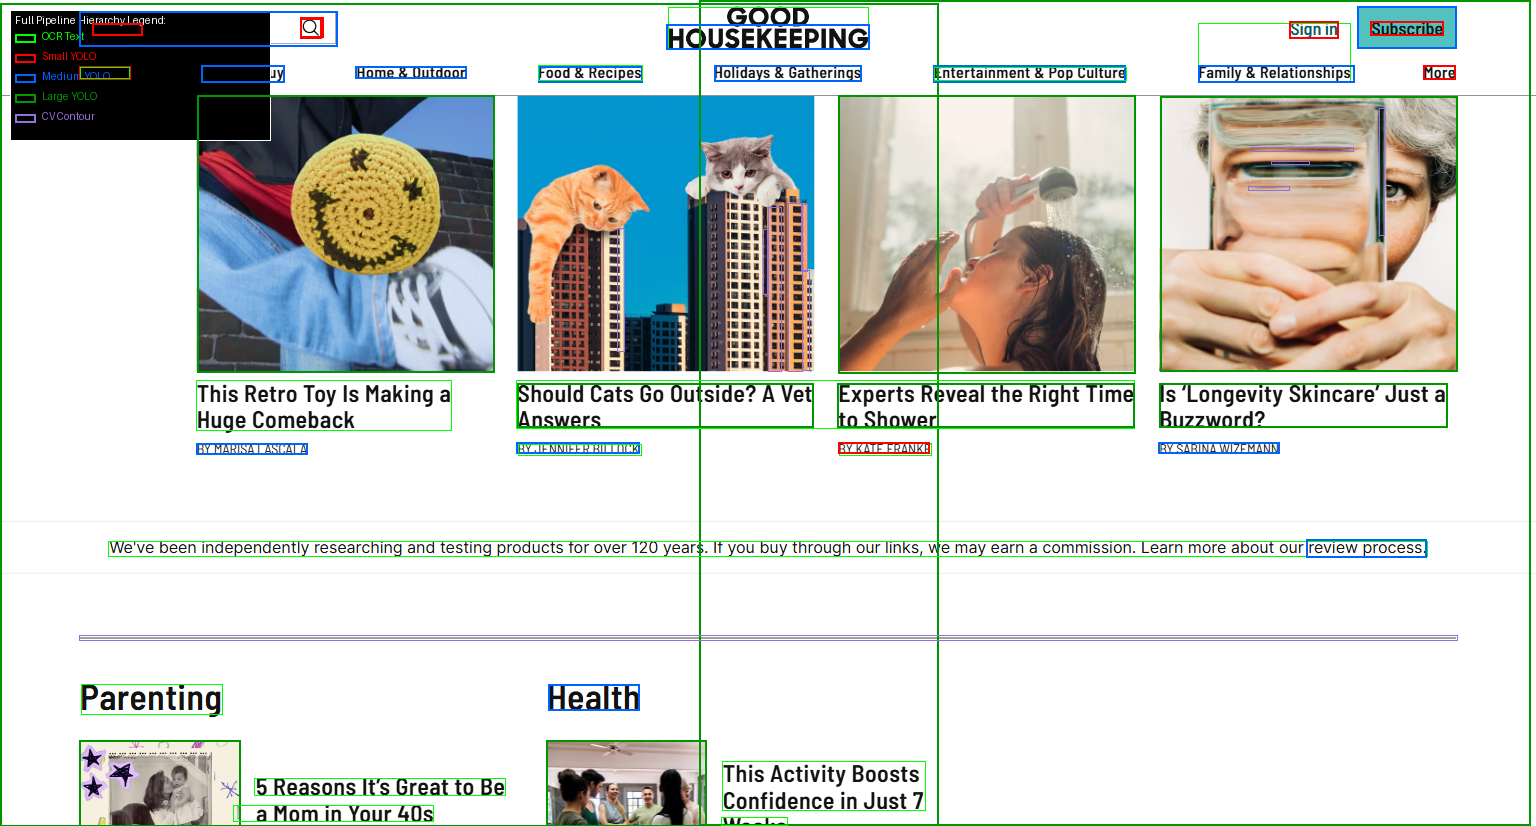 Full Pipeline Hierarchy Legend:
OCR Text
Small YOLO
Medium YOLO
Large YOLO
CV Contour
GOOD
HOUSEKEEPING
Sign in
Subscribe
Home & Outdoor
Food & Recipes
Holidays & Gatherings
Entertainment & Pop Culture
Family & Relationships
More
This Retro Toy Is Making a
Huge Comeback
BY MARISA LASCALA
Should Cats Go Outside? A Vet
Answers
BY JENNIFER BILLOCK
Experts Reveal the Right Time
to Shower
BY KATE FRANKE
Is ‘Longevity Skincare’ Just a
Buzzword?
BY SABINA WIZEMANN
We've been independently researching and testing products for over 120 years. If you buy through our links, we may earn a commission. Learn more about our review process.
Parenting
5 Reasons It’s Great to Be
a Mom in Your 40s
Health
This Activity Boosts
Confidence in Just 7
Weeks